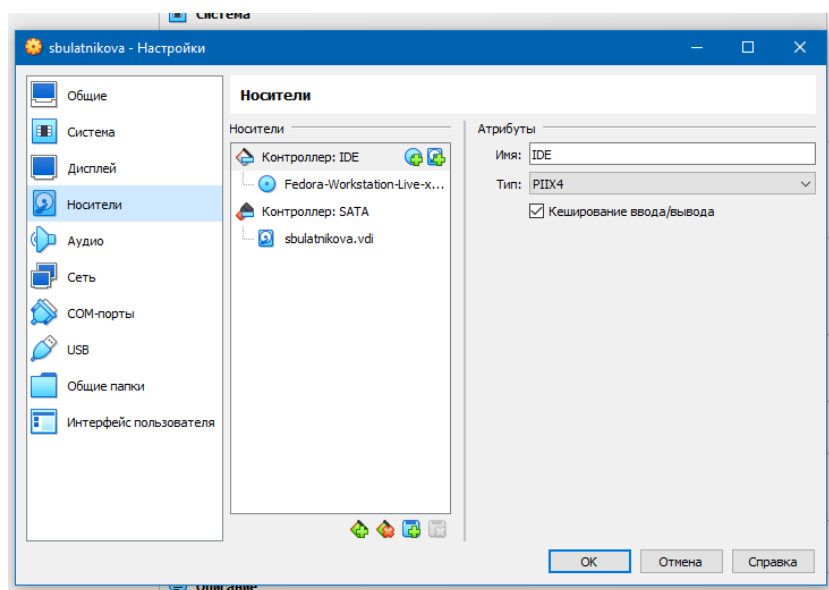 Система
sbulatnikova - Настройки
Общие
Система
Дисплей
Носители
Аудио
Сеть
COM-порты
USB
Общие папки
Интерфейс пользователя
Носители
Носители
Контроллер: IDE
Fedora-Workstation-Live-x...
Контроллер: SATA
sbulatnikova.vdi
Атрибуты
Имя: IDE
Тип: PIIX4
Кеширование ввода/вывода
OK Отмена Справка
Описание